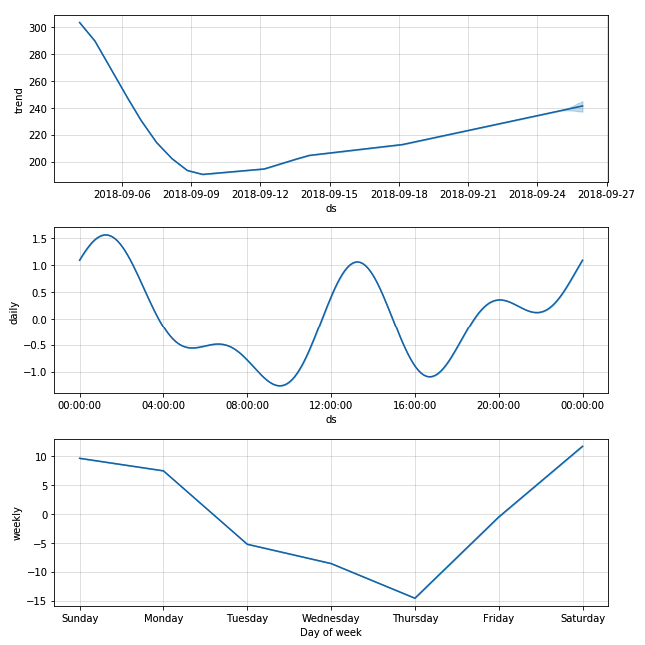 300
280
260
240
220
200
trend
2018-09-06 2018-09-09 2018-09-12 2018-09-15 2018-09-18 2018-09-21 2018-09-24 2018-09-27
ds
1.5
1.0
0.5
0.0
−0.5
−1.0
daily
00:00:00 04:00:00 08:00:00 12:00:00 16:00:00 20:00:00 00:00:00
ds
10
5
0
−5
−10
−15
weekly
Sunday Monday Tuesday Wednesday Thursday Friday Saturday
Day of week